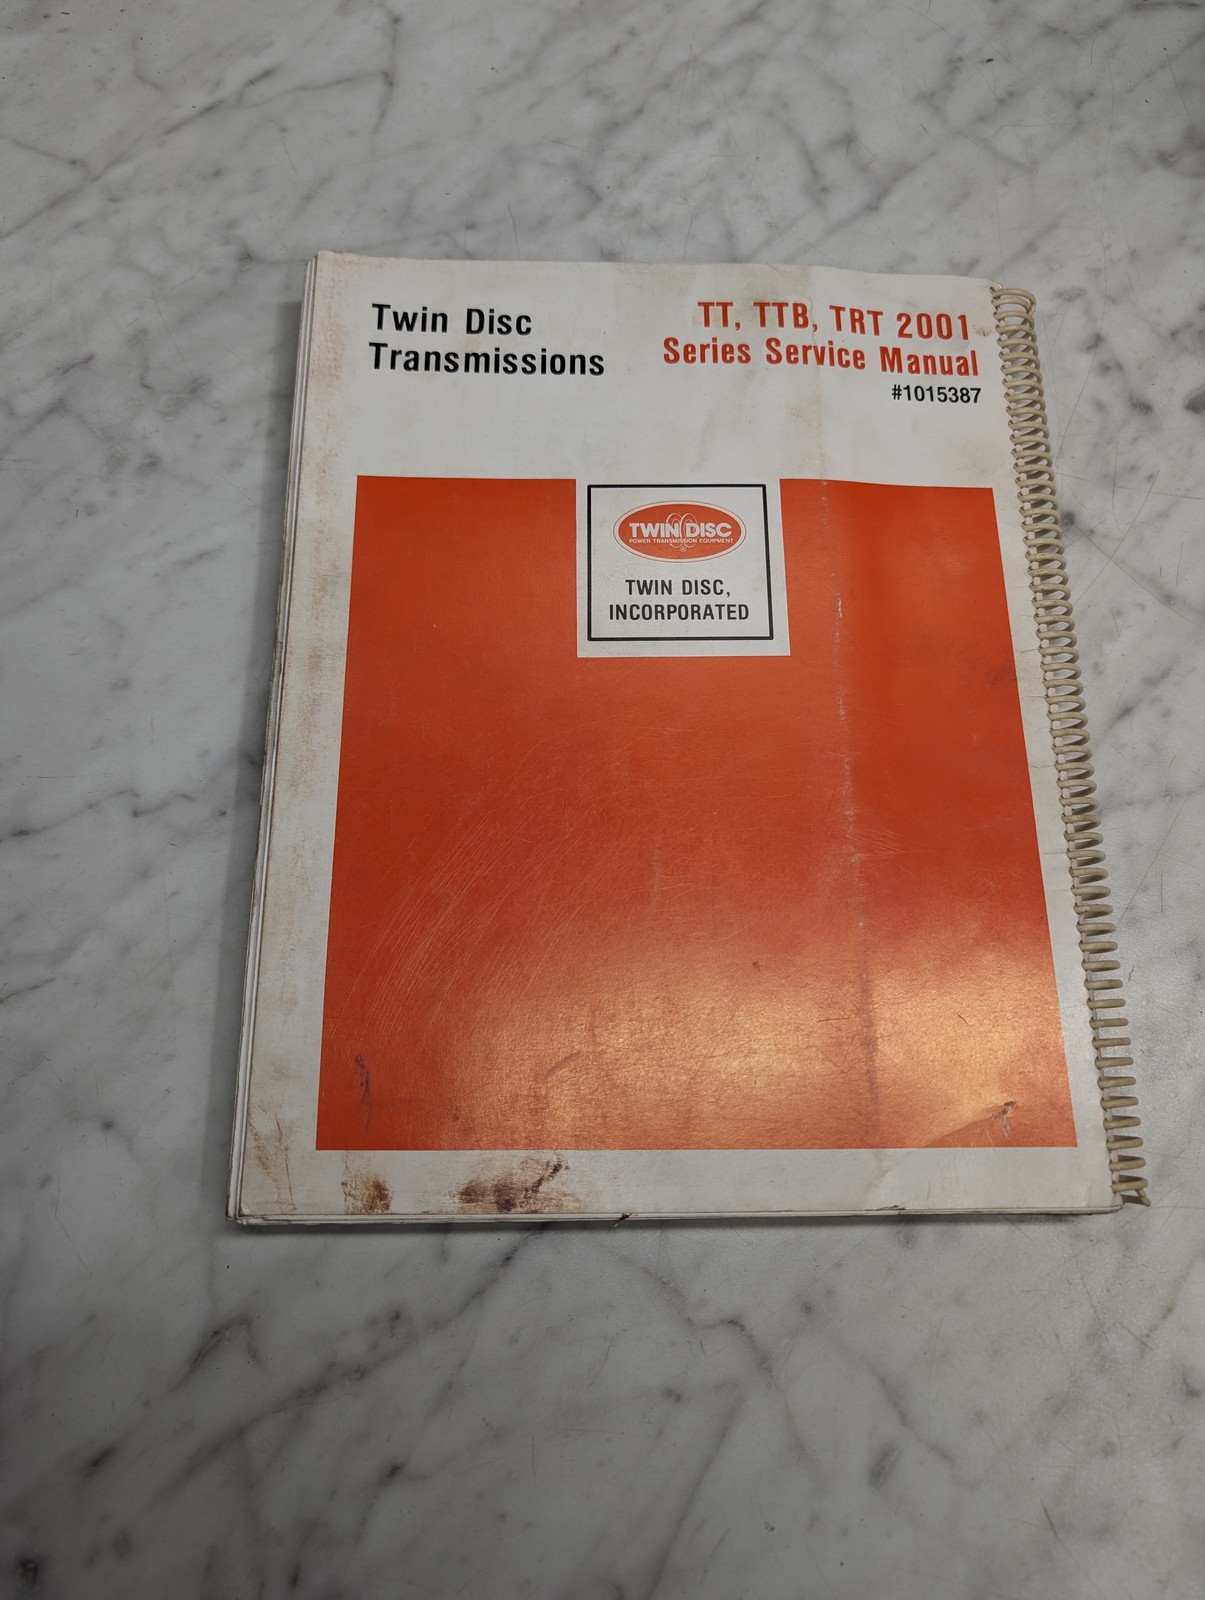 Twin Disc
Transmissions
TT, TTB, TRT 2001
Series Service Manual
#1015387
TWIN DISC
POWER TRANSMISSION EQUIPMENT
®
TWIN DISC,
INCORPORATED